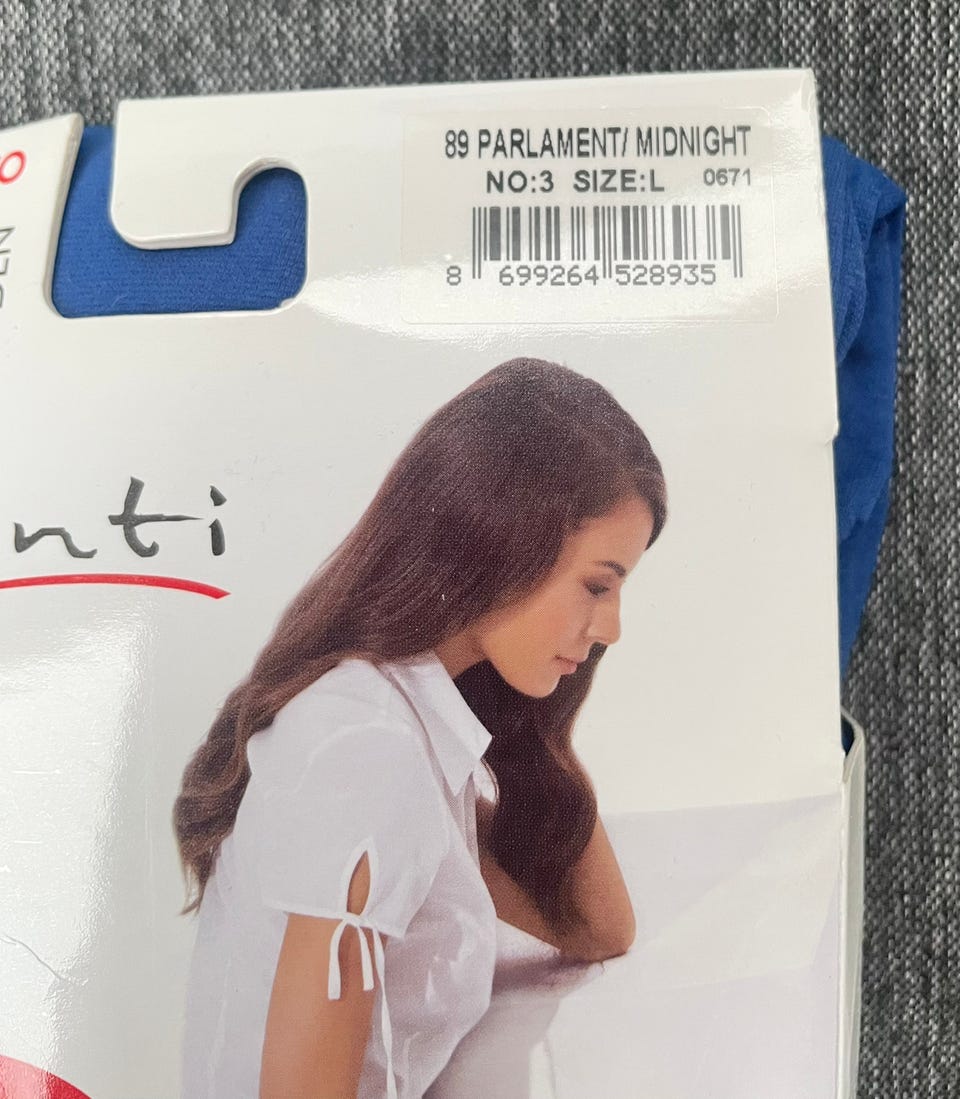 89 PARLAMENT/ MIDNIGHT
NO:3 SIZE:L 0671
8 699264 528935
nti